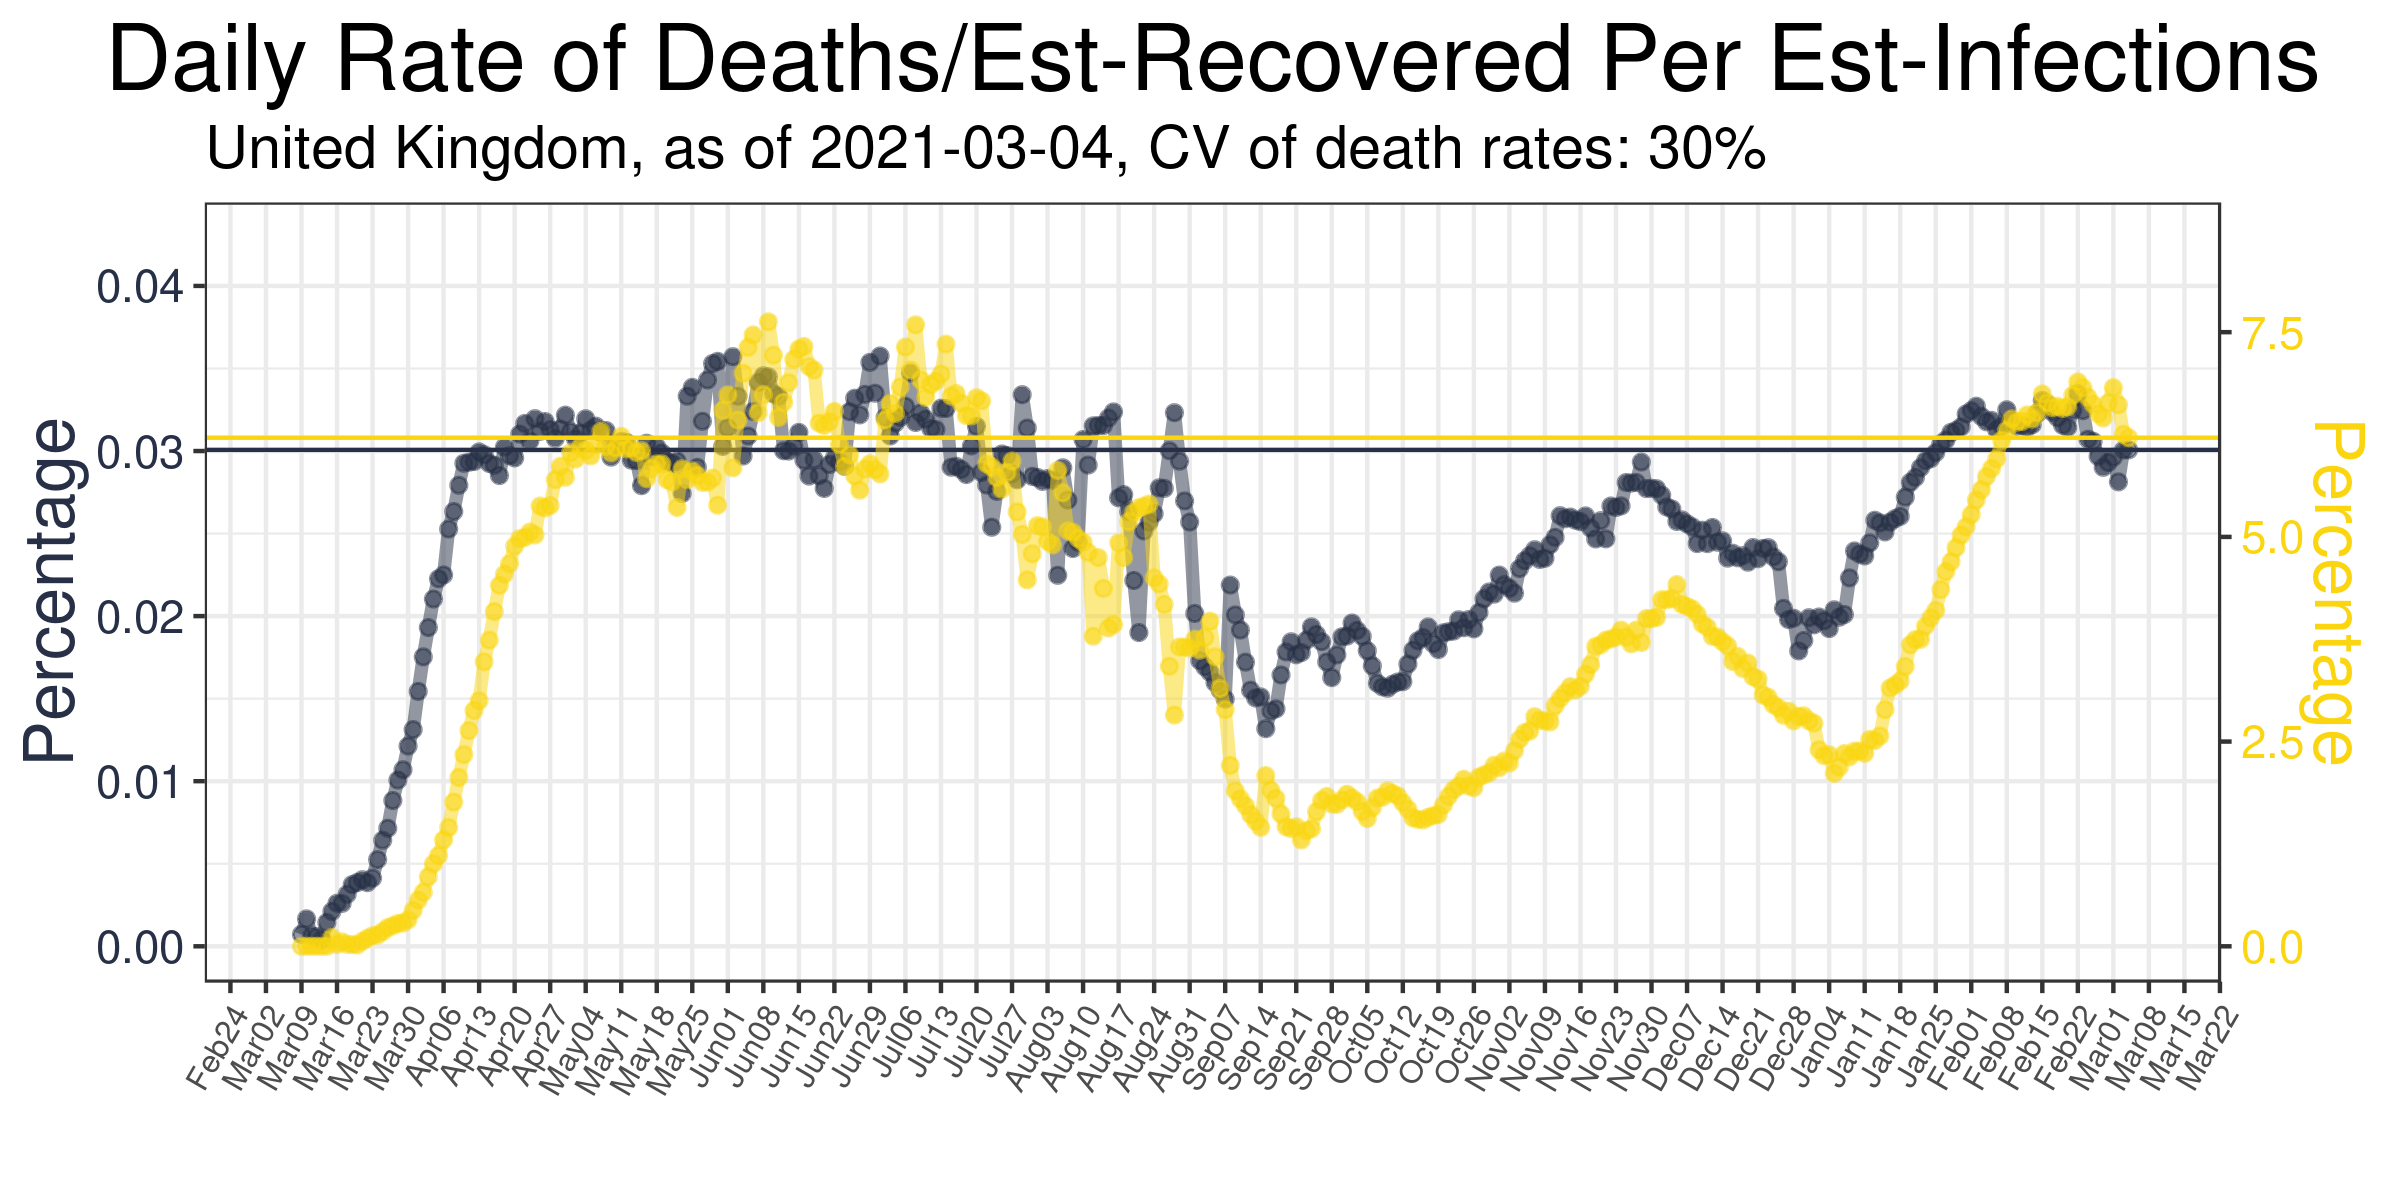 Daily Rate of Deaths/Est-Recovered Per Est-Infections
United Kingdom, as of 2021-03-04, CV of death rates: 30%
Percentage
0.04
0.03
0.02
0.01
0.00
7.5
5.0
2.5
0.0
Percentage
Feb24 Mar02 Mar09 Mar16 Mar23 Mar30 Apr06 Apr13 Apr20 Apr27 May04 May11 May18 May25 Jun01 Jun08 Jun15 Jun22 Jun29 Jul06 Jul13 Jul20 Jul27 Aug03 Aug10 Aug17 Aug24 Aug31 Sep07 Sep14 Sep21 Sep28 Oct05 Oct12 Oct19 Oct26 Nov02 Nov09 Nov16 Nov23 Nov30 Dec07 Dec14 Dec21 Dec28 Dec04 Jan11 Jan18 Jan25 Feb01 Feb08 Feb15 Feb22 Mar01 Mar08 Mar15 Mar22